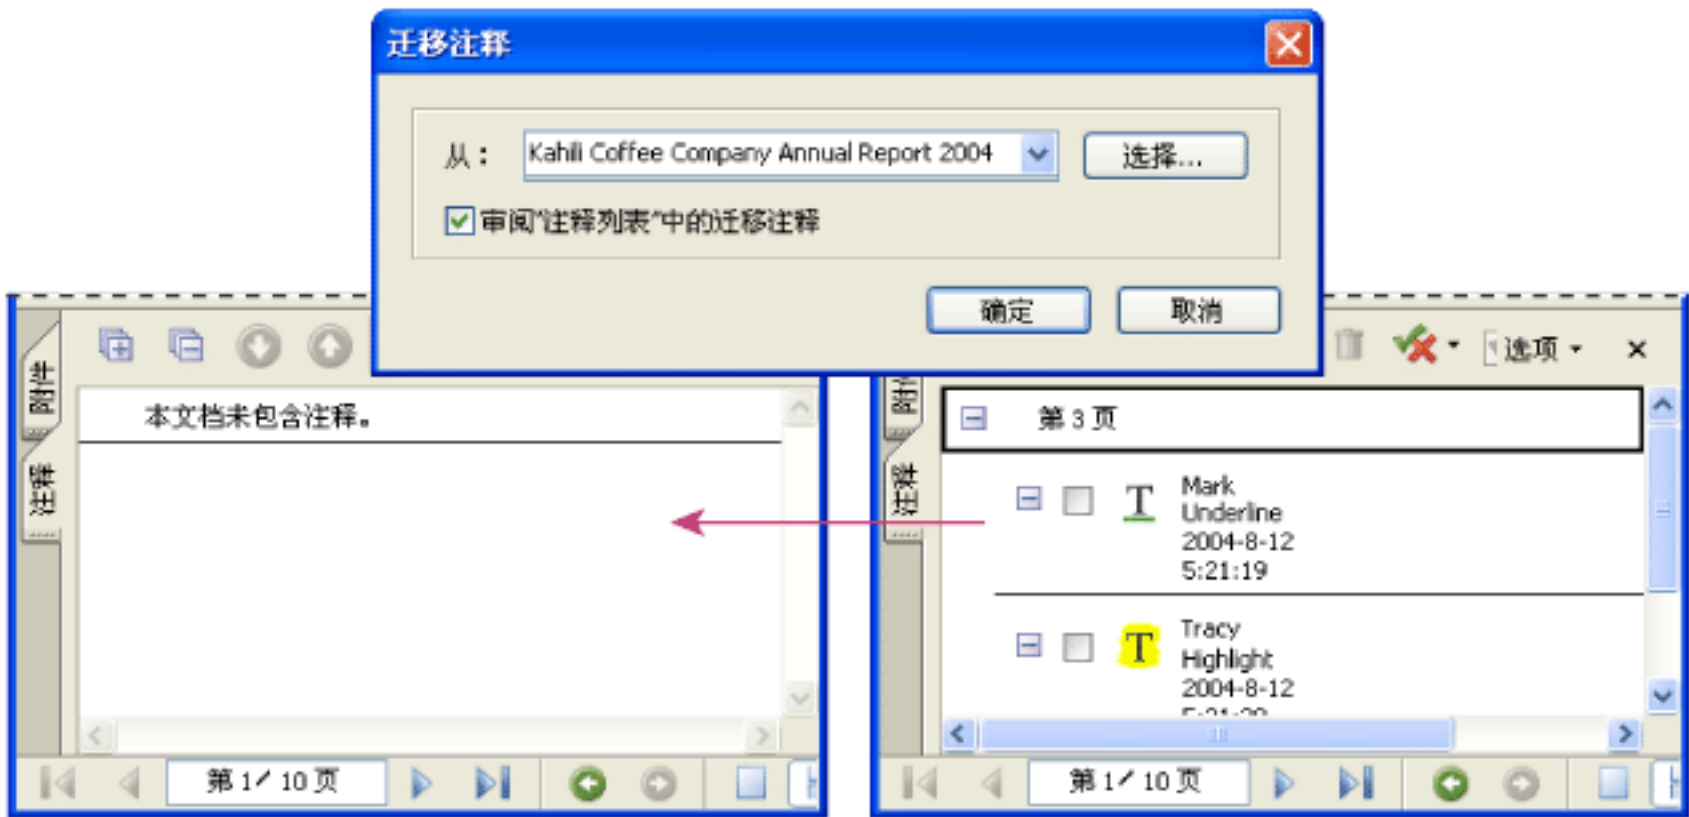 迁移注释
从：
Kahili Coffee Company Annual Report 2004
选择...
审阅"注释列表"中的迁移注释
确定
取消
附件
注释
本文档未包含注释。
第 1/ 10 页
选项
附件
注释
第 3 页
Mark
Underline
2004-8-12
5:21:19
Tracy
Highlight
2004-8-12
第 1/ 10 页